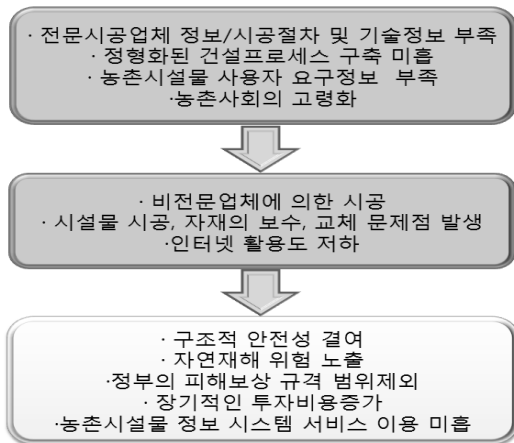 · 전문시공업체 정보/시공절차 및 기술정보 부족
· 정형화된 건설프로세스 구축 미흡
· 농촌시설물 사용자 요구정보 부족
·농촌사회의 고령화
· 비전문업체에 의한 시공
· 시설물 시공, 자재의 보수, 교체 문제점 발생
·인터넷 활용도 저하
· 구조적 안전성 결여
· 자연재해 위험 노출
·정부의 피해보상 규격 범위제외
· 장기적인 투자비용증가
·농촌시설물 정보 시스템 서비스 이용 미흡